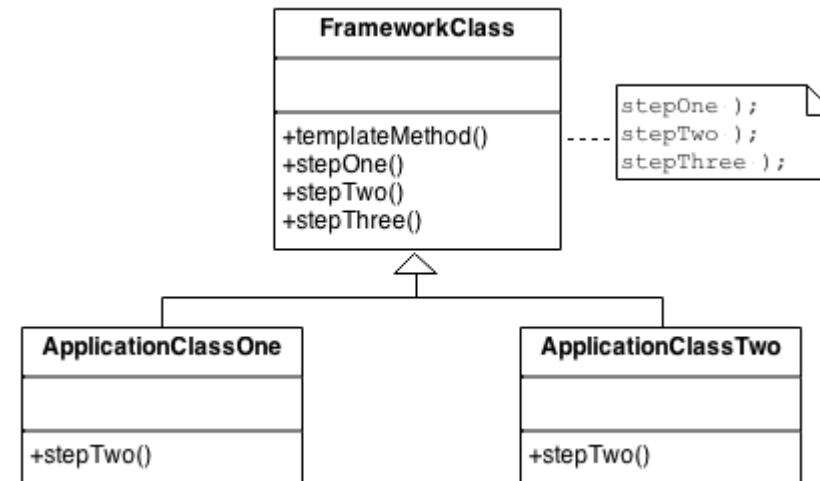 FrameworkClass
+templateMethod()
+stepOne()
+stepTwo()
+stepThree()
stepOne );
stepTwo );
stepThree );
ApplicationClassOne
+stepTwo()
ApplicationClassTwo
+stepTwo()